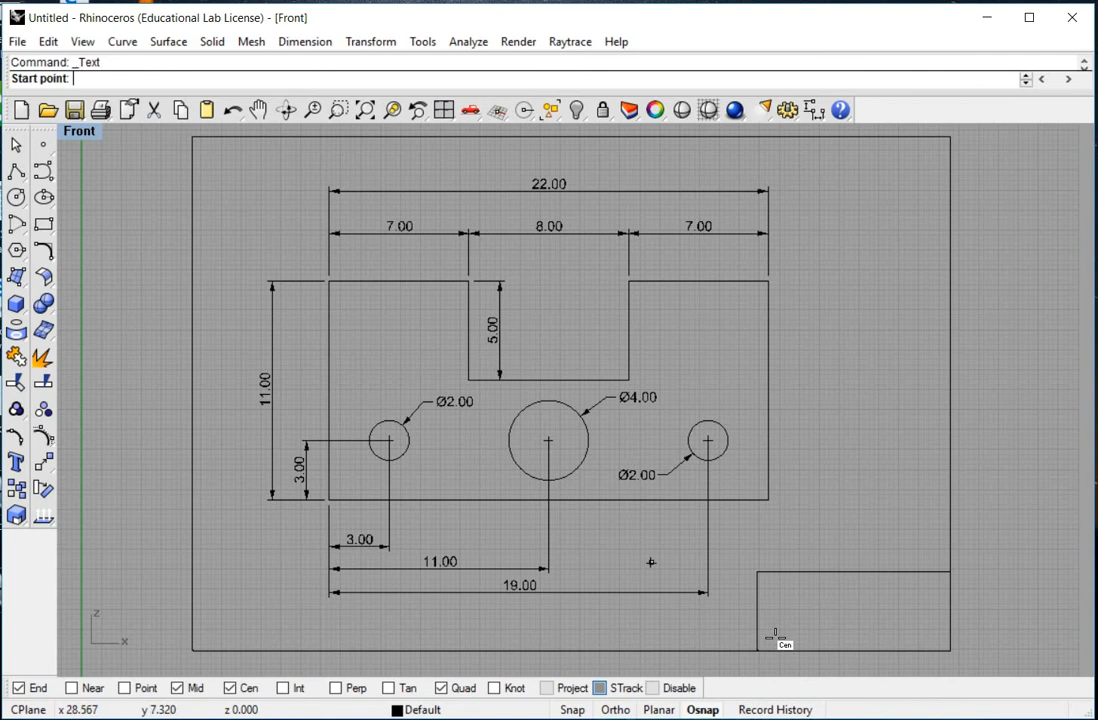 Untitled - Rhinoceros (Educational Lab License) - [Front]
File Edit View Curve Surface Solid Mesh Dimension Transform Tools Analyze Render Raytrace Help
Command: _Text
Start point:
Front
22.00
7.00 8.00 7.00
5.00
11.00
Ø2.00 Ø4.00
3.00
Ø2.00
3.00
11.00
19.00
z
x
Cen
End Near Point Mid Cen Int Perp Tan Quad Knot Project STrack Disable
CPlane x 28.567 y 7.320 z 0.000 Default Snap Ortho Planar Osnap Record History